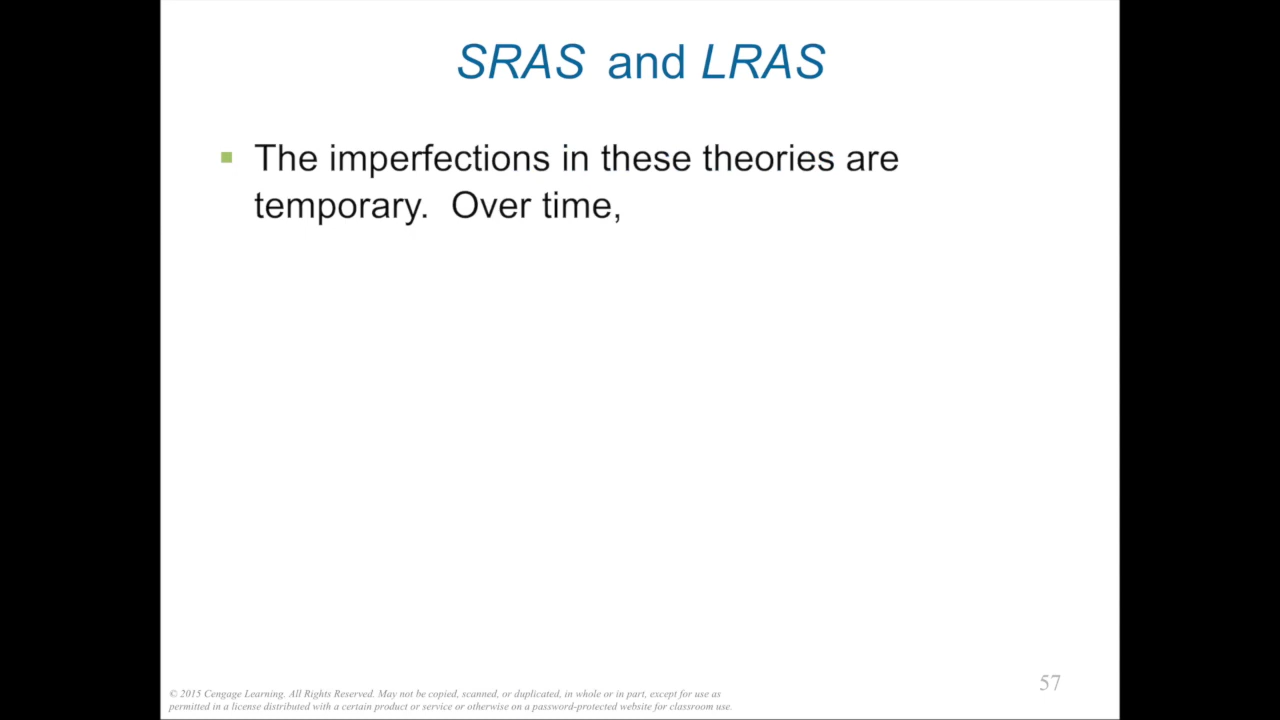 SRAS and LRAS
The imperfections in these theories are
temporary. Over time,
57
© 2015 Cengage Learning. All Rights Reserved. May not be copied, scanned, or duplicated, in whole or in part, except for use as
permitted in a license distributed with a certain product or service or otherwise on a password-protected website for classroom use.